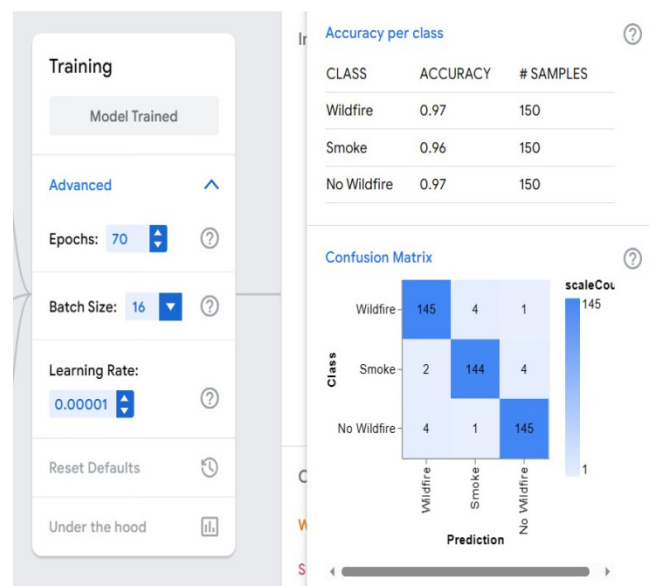 Training
Model Trained
Advanced
Epochs: 70
Batch Size: 16
Learning Rate:
0.00001
Reset Defaults
Under the hood
Accuracy per class
CLASS ACCURACY # SAMPLES
Wildfire 0.97 150
Smoke 0.96 150
No Wildfire 0.97 150
Confusion Matrix
scaleCou
Wildfire 145 4 1 145
Class
Smoke 2 144 4
No Wildfire 4 1 145
1
Wildfire
Smoke
No Wildfire
Prediction